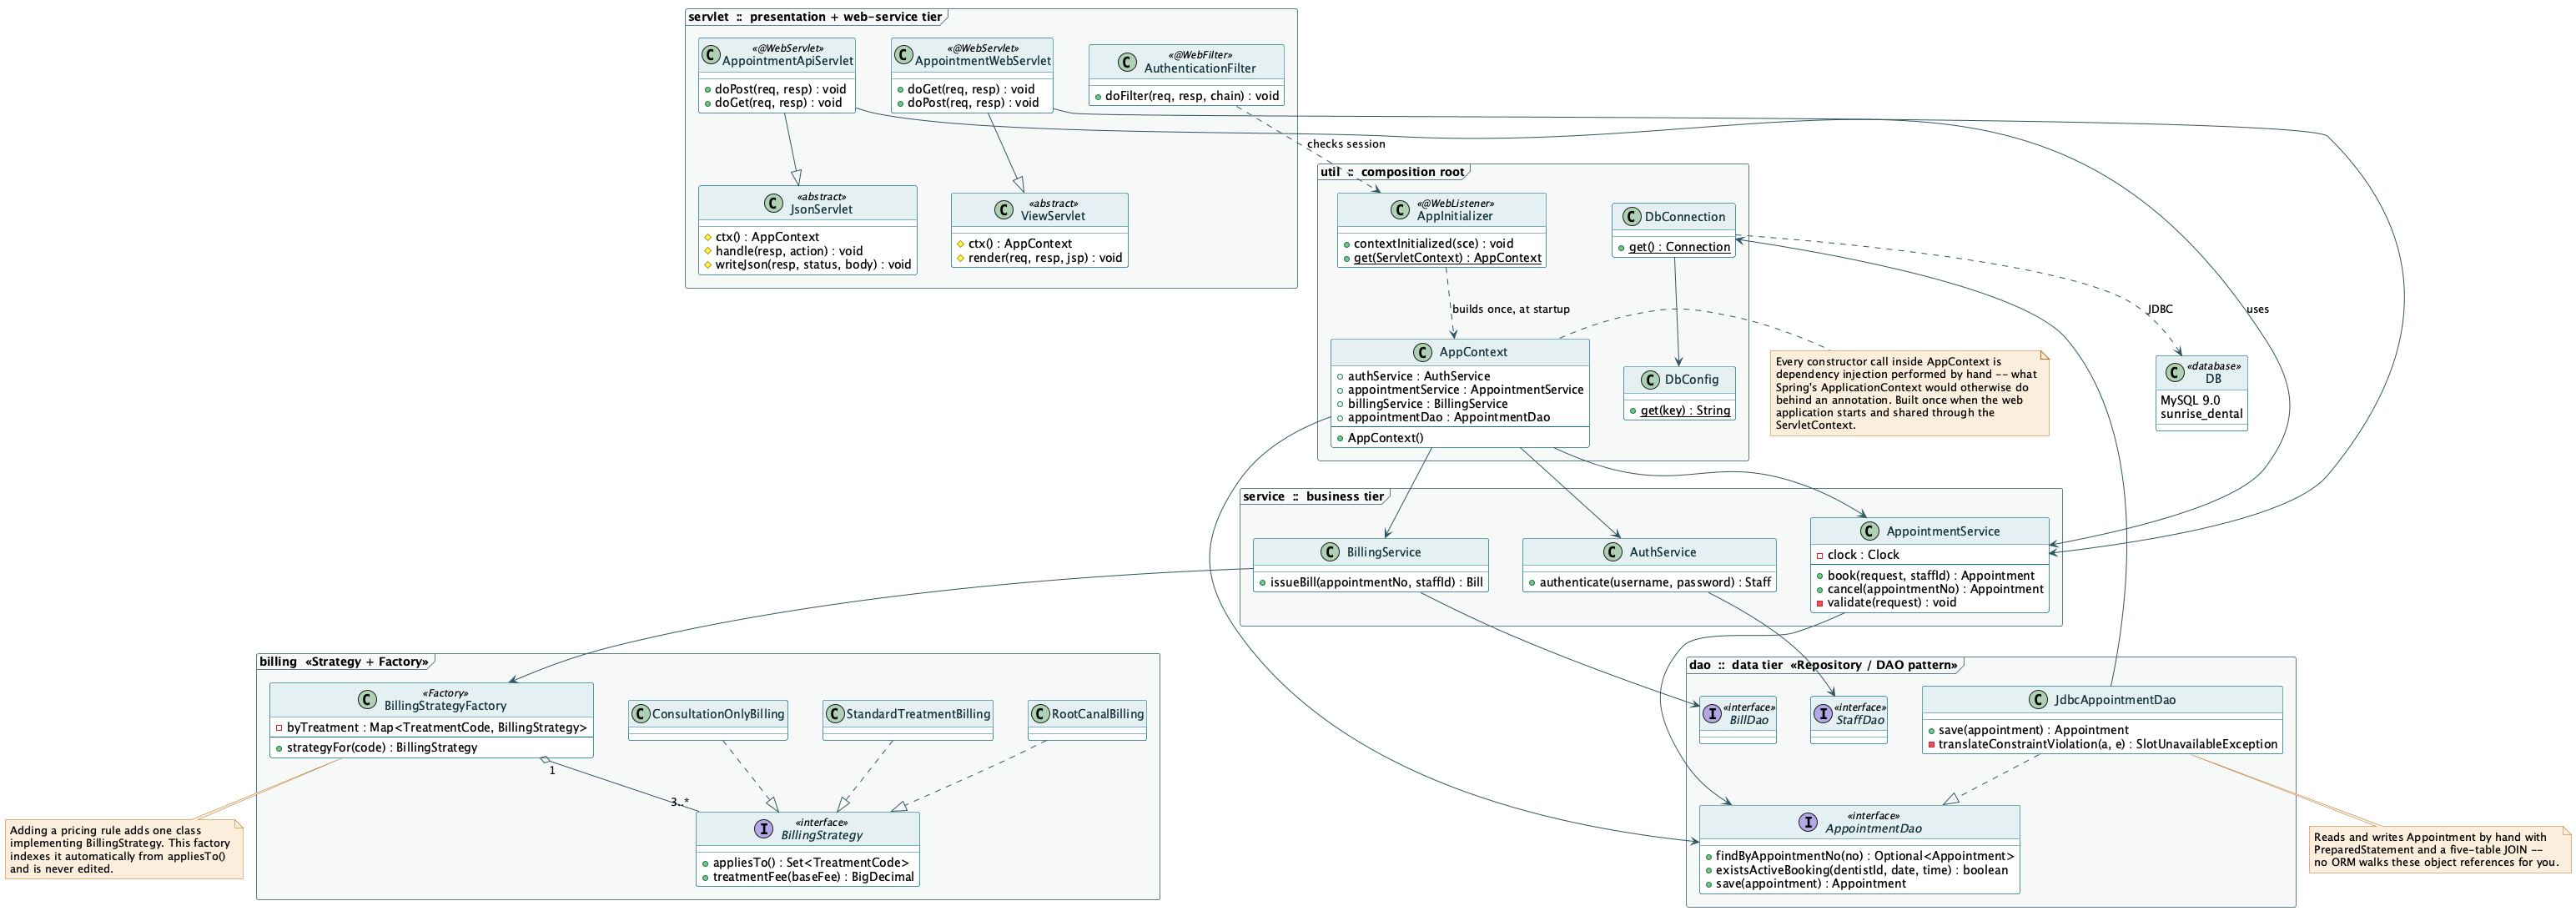 servlet :: presentation + web-service tier
«@WebServlet»
AppointmentApiServlet
doPost(req, resp) : void
doGet(req, resp) : void
«@WebServlet»
AppointmentWebServlet
doGet(req, resp) : void
doPost(req, resp) : void
«@WebFilter»
AuthenticationFilter
doFilter(req, resp, chain) : void
checks session
«abstract»
JsonServlet
ctx() : AppContext
handle(resp, action) : void
writeJson(resp, status, body) : void
«abstract»
ViewServlet
ctx() : AppContext
render(req, resp, jsp) : void
util :: composition root
«@WebListener»
AppInitializer
contextInitialized(sce) : void
get(ServletContext) : AppContext
DbConnection
get() : Connection
builds once, at startup
JDBC
uses
AppContext
authService : AuthService
appointmentService : AppointmentService
billingService : BillingService
appointmentDao : AppointmentDao
AppContext()
DbConfig
get(key) : String
Every constructor call inside AppContext is
dependency injection performed by hand -- what
Spring's ApplicationContext would otherwise do
behind an annotation. Built once when the web
application starts and shared through the
ServletContext.
«database»
DB
MySQL 9.0
sunrise_dental
service :: business tier
BillingService
issueBill(appointmentNo, staffId) : Bill
AuthService
authenticate(username, password) : Staff
AppointmentService
clock : Clock
book(request, staffId) : Appointment
cancel(appointmentNo) : Appointment
validate(request) : void
billing «Strategy + Factory»
«Factory»
BillingStrategyFactory
byTreatment : Map<TreatmentCode, BillingStrategy>
strategyFor(code) : BillingStrategy
ConsultationOnlyBilling
StandardTreatmentBilling
RootCanalBilling
1
3..*
«interface»
BillingStrategy
appliesTo() : Set<TreatmentCode>
treatmentFee(baseFee) : BigDecimal
Adding a pricing rule adds one class
implementing BillingStrategy. This factory
indexes it automatically from appliesTo()
and is never edited.
dao :: data tier «Repository / DAO pattern»
«interface»
BillDao
«interface»
StaffDao
JdbcAppointmentDao
save(appointment) : Appointment
translateConstraintViolation(a, e) : SlotUnavailableException
«interface»
AppointmentDao
findByAppointmentNo(no) : Optional<Appointment>
existsActiveBooking(dentistId, date, time) : boolean
save(appointment) : Appointment
Reads and writes Appointment by hand with
PreparedStatement and a five-table JOIN --
no ORM walks these object references for you.